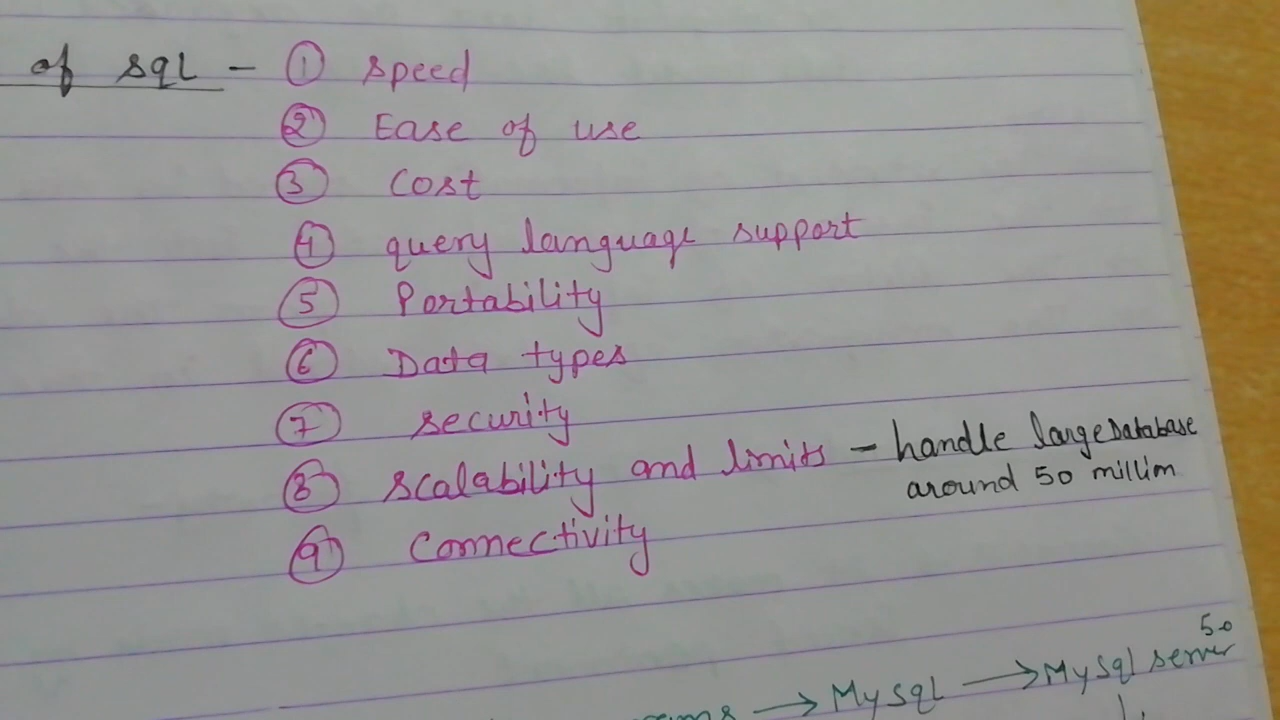 of SQL - ① speed
② Ease of use
③ Cost
④ query language support
⑤ Portability
⑥ Data types
⑦ security
⑧ scalability and limits - handle large Database
around 50 million
⑨ Connectivity
50
→ MySQL → MySql server